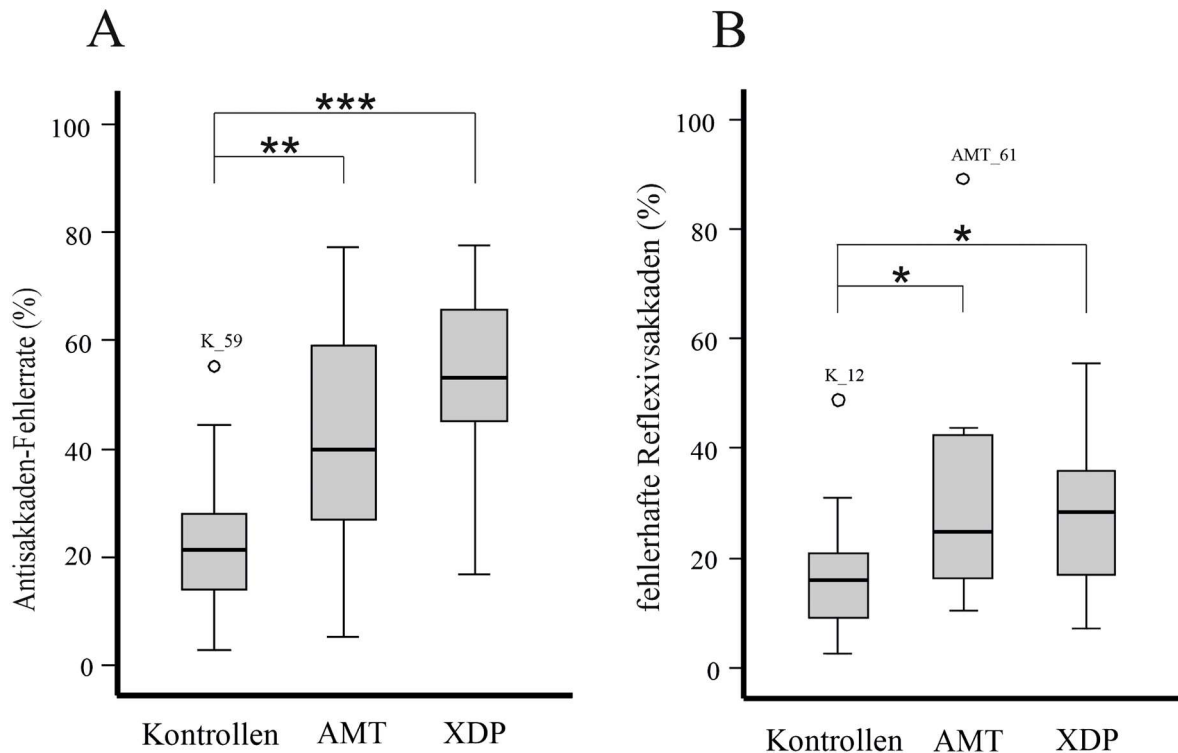 A
Antisakkaden-Fehlerrate (%)
100
80
60
40
20
0
***
**
K_59
Kontrollen AMT XDP
B
fehlerhafte Reflexivsakkaden (%)
100
80
60
40
20
0
AMT_61
*
*
K_12
Kontrollen AMT XDP